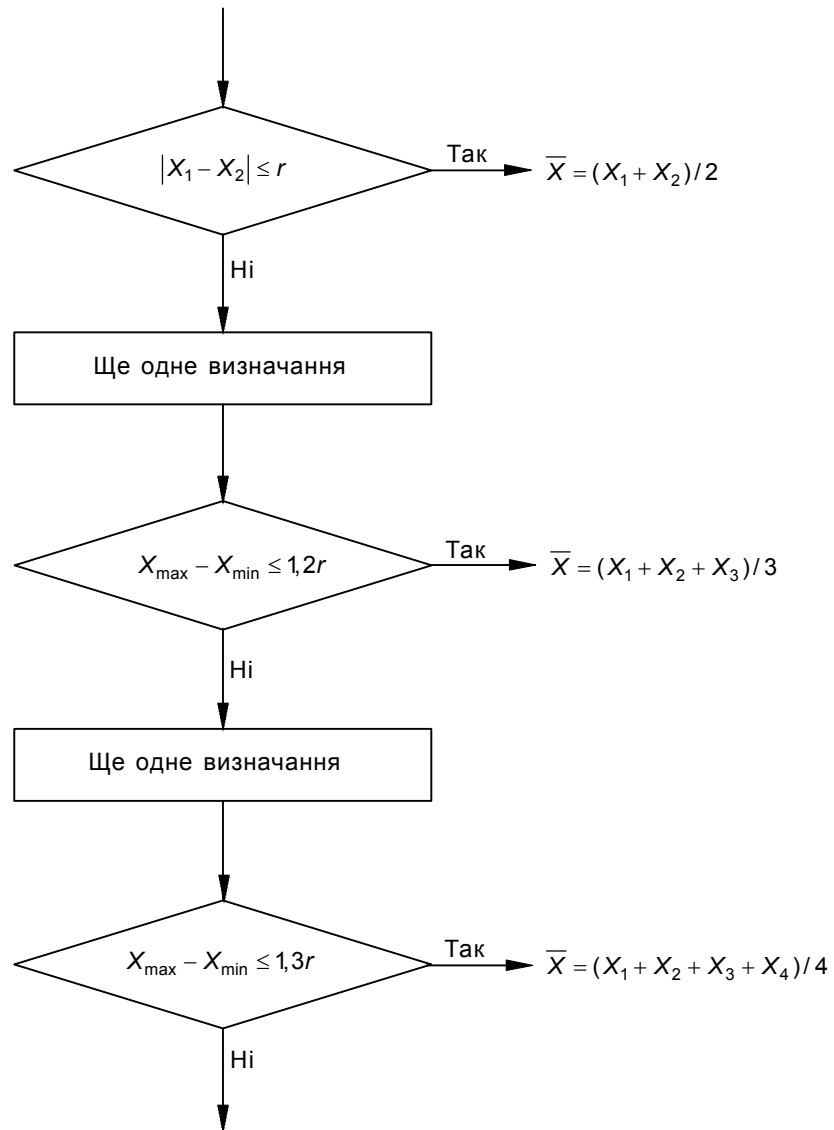 |X₁ − X₂| ≤ r
Так
X̅ = (X₁ + X₂)/2
Ні
Ще одне визначання
Xmax − Xmin ≤ 1,2r
Так
X̅ = (X₁ + X₂ + X₃)/3
Ні
Ще одне визначання
Xmax − Xmin ≤ 1,3r
Так
X̅ = (X₁ + X₂ + X₃ + X₄)/4
Ні